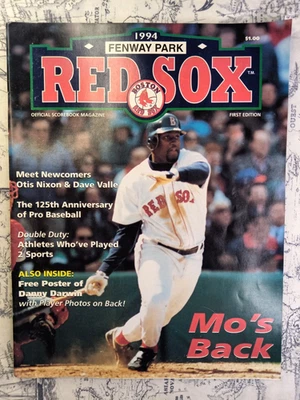 1994
$1.00
FENWAY PARK
RED SOX™
BOSTON
RED SOX
OFFICIAL SCOREBOOK MAGAZINE
FIRST EDITION
Meet Newcomers
Otis Nixon & Dave Valle
The 125th Anniversary
of Pro Baseball
Double Duty:
Athletes Who've Played
2 Sports
ALSO INSIDE:
Free Poster of
Danny Darwin
with Player Photos on Back!
RED SOX
B
Mo's
Back